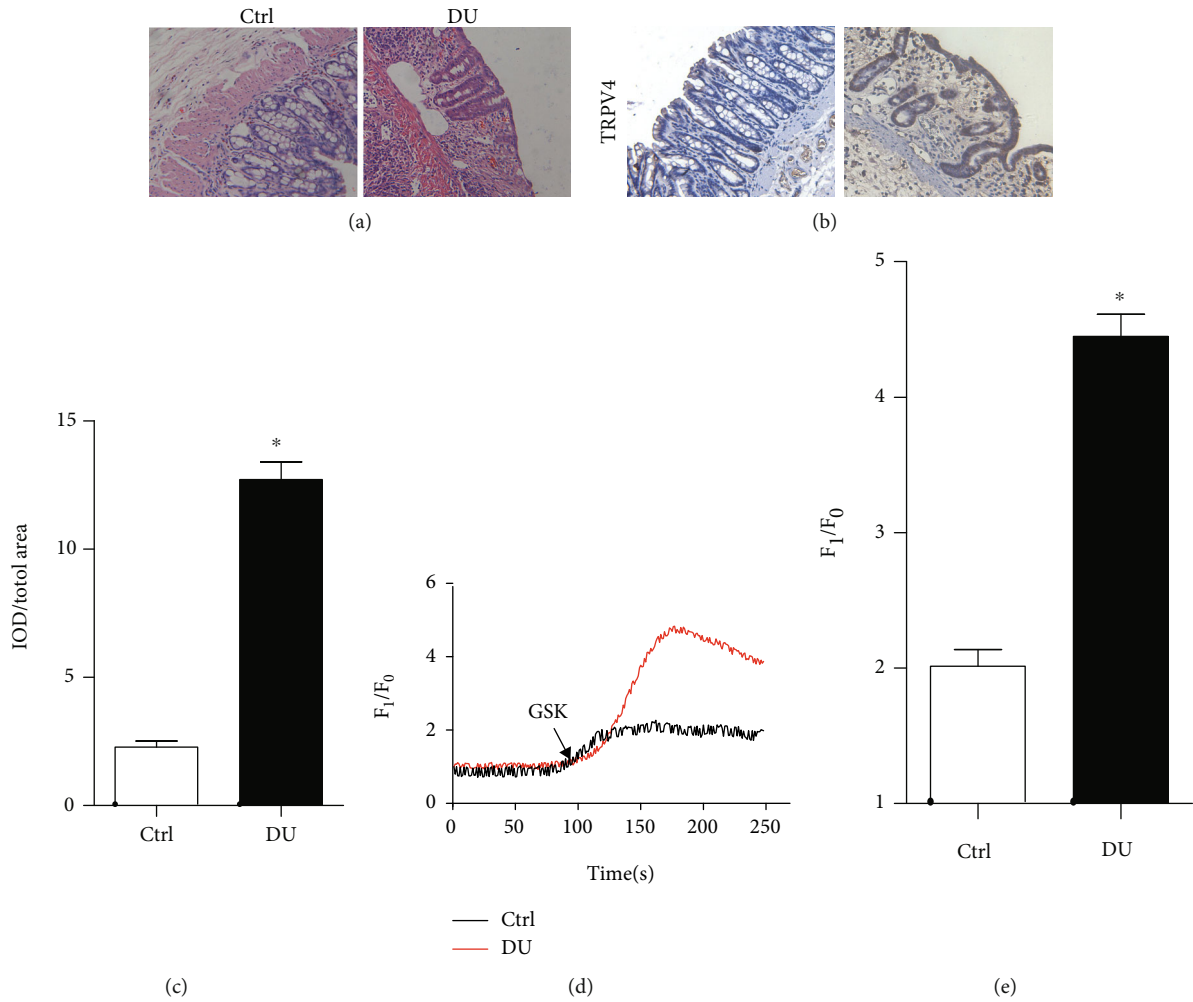 Ctrl
DU
TRPV4
(a)
(b)
15
10
5
0
IOD/totol area
*
Ctrl
DU
(c)
6
4
2
0
F1/F0
GSK
0
50
100
150
200
250
Time(s)
Ctrl
DU
(d)
5
4
3
2
1
F1/F0
*
Ctrl
DU
(e)